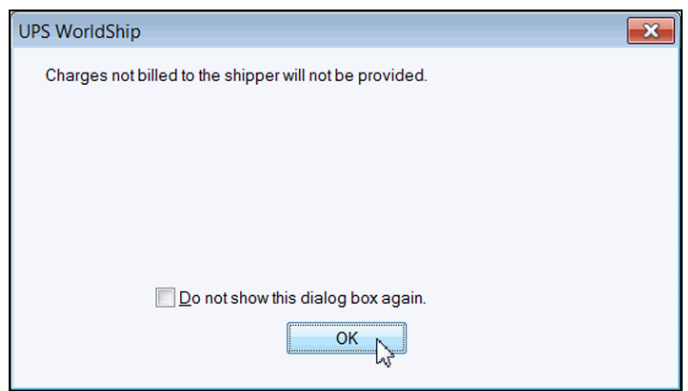 UPS WorldShip
Charges not billed to the shipper will not be provided.
Do not show this dialog box again.
OK